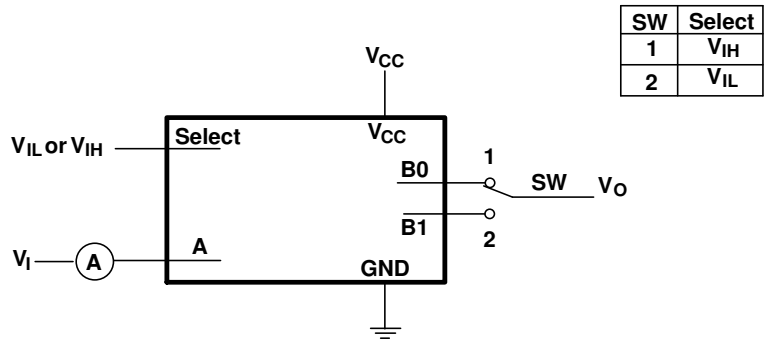 SW Select
1 VIH
2 VIL
VCC
VCC
Select
VIL or VIH
B0
1
SW
VO
B1
2
VI
A
A
GND